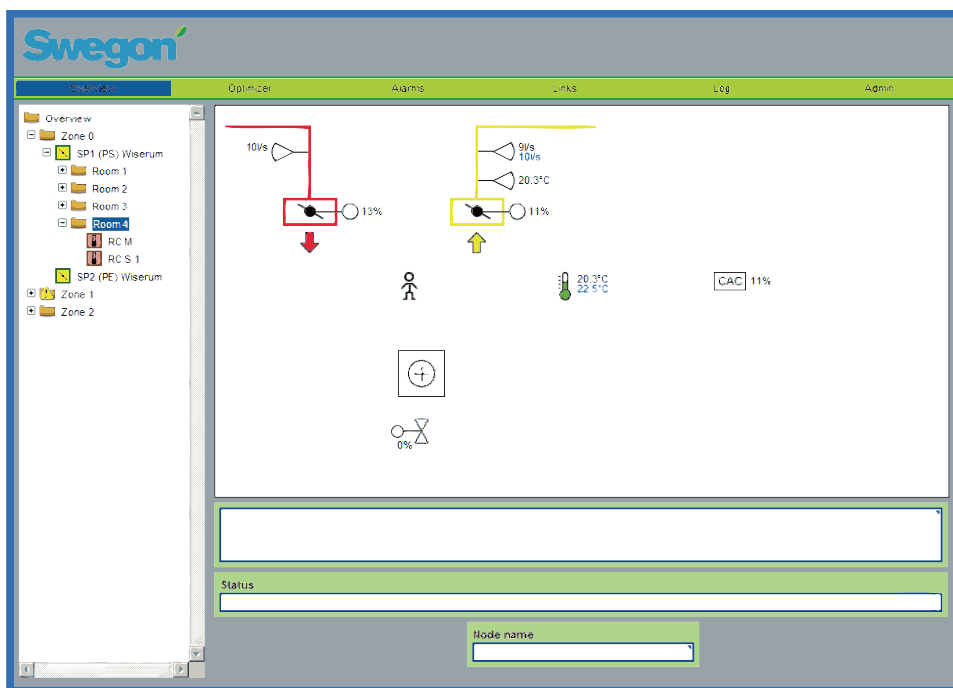 Swegon
Overview Optimizer Alarms Links Log Admin
Overview
Zone 0
SP1 (PS) Wiserum
Room 1
Room 2
Room 3
Room 4
RC M
RC S 1
SP2 (PE) Wiserum
Zone 1
Zone 2
10l/s
9l/s
10l/s
20.3°C
13%
11%
20.3°C
22.5°C
CAC 11%
0%
Status
Node name